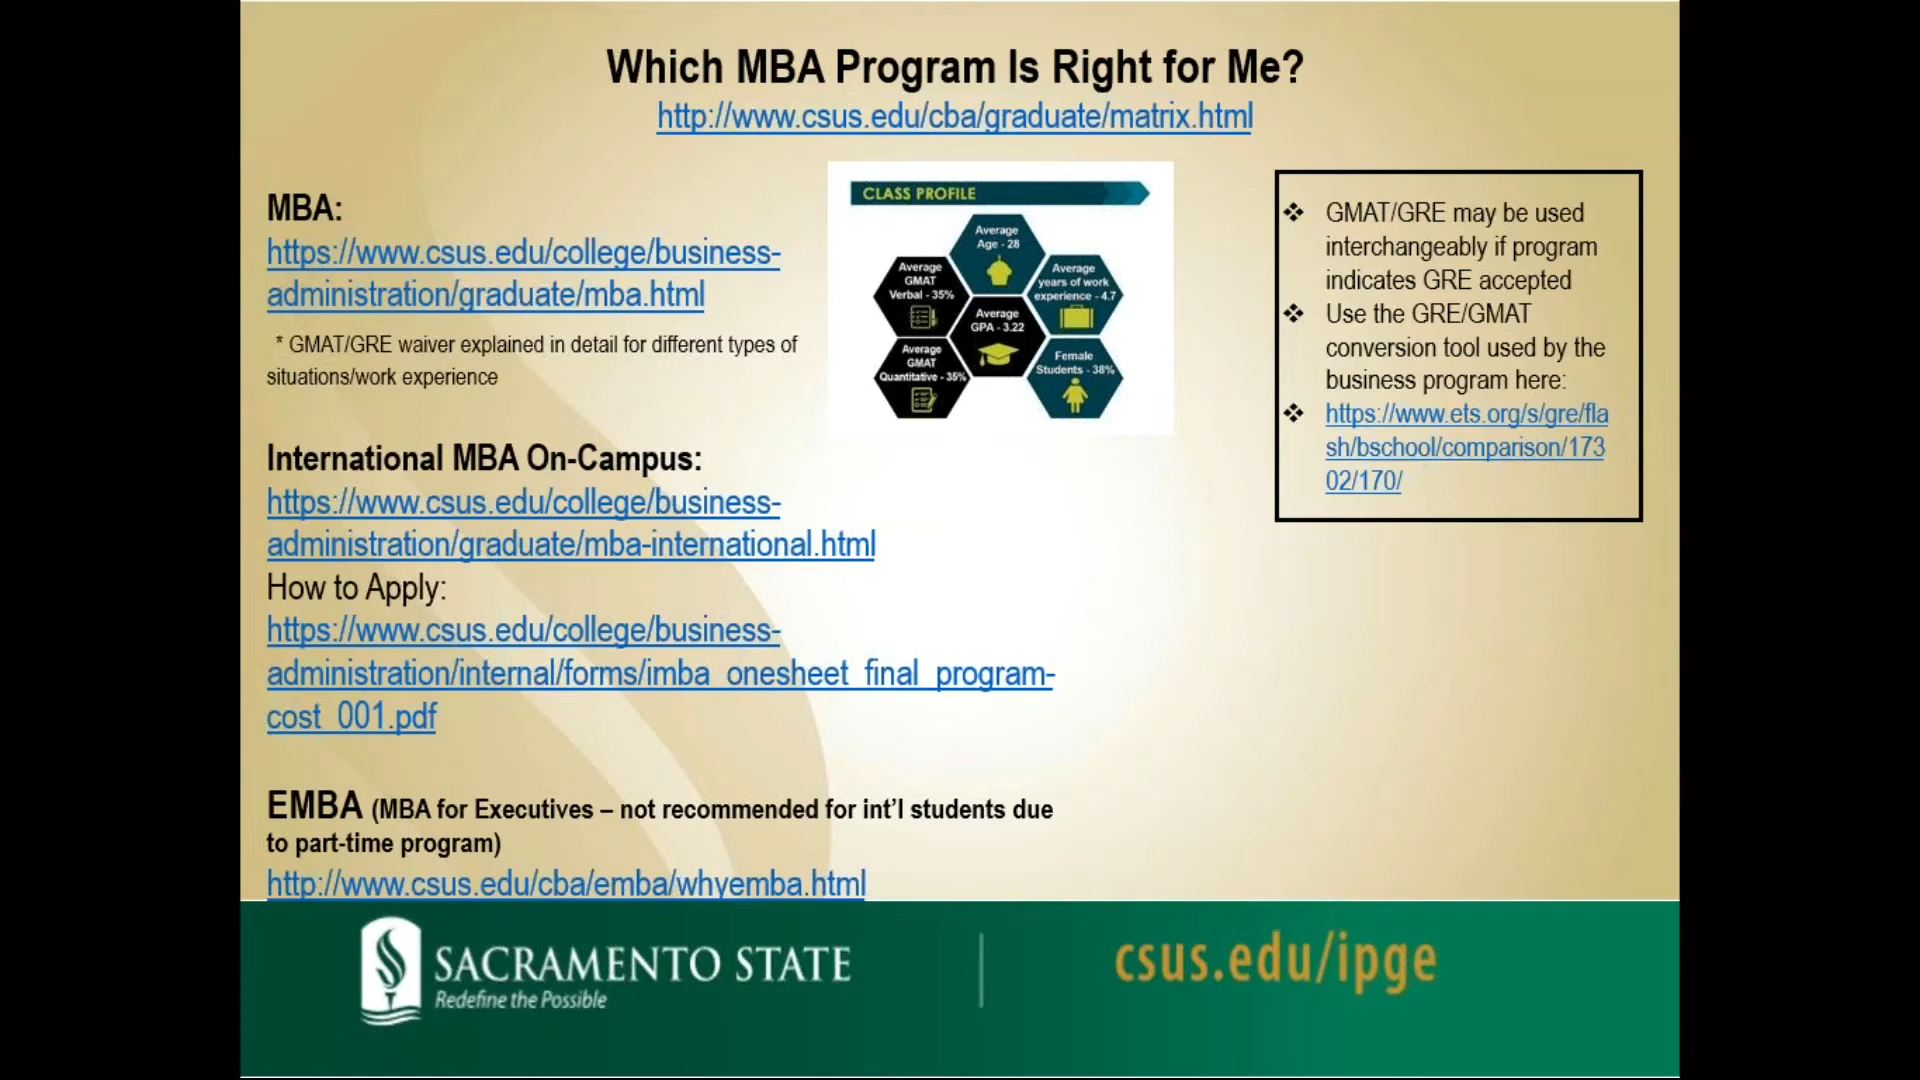 Which MBA Program Is Right for Me?
http://www.csus.edu/cba/graduate/matrix.html
MBA:
https://www.csus.edu/college/business-
administration/graduate/mba.html
* GMAT/GRE waiver explained in detail for different types of
situations/work experience
International MBA On-Campus:
https://www.csus.edu/college/business-
administration/graduate/mba-international.html
How to Apply:
https://www.csus.edu/college/business-
administration/internal/forms/imba_onesheet_final_program-
cost_001.pdf
EMBA (MBA for Executives – not recommended for int'l students due
to part-time program)
http://www.csus.edu/cba/emba/whyemba.html
CLASS PROFILE
Average
Age - 28
Average
GMAT
Verbal - 35%
Average
years of work
experience - 4.7
Average
GPA - 3.22
Average
GMAT
Quantitative - 35%
Female
Students - 38%
❖ GMAT/GRE may be used
interchangeably if program
indicates GRE accepted
❖ Use the GRE/GMAT
conversion tool used by the
business program here:
❖ https://www.ets.org/s/gre/fla
sh/bschool/comparison/173
02/170/
SACRAMENTO STATE
Redefine the Possible
csus.edu/ipge